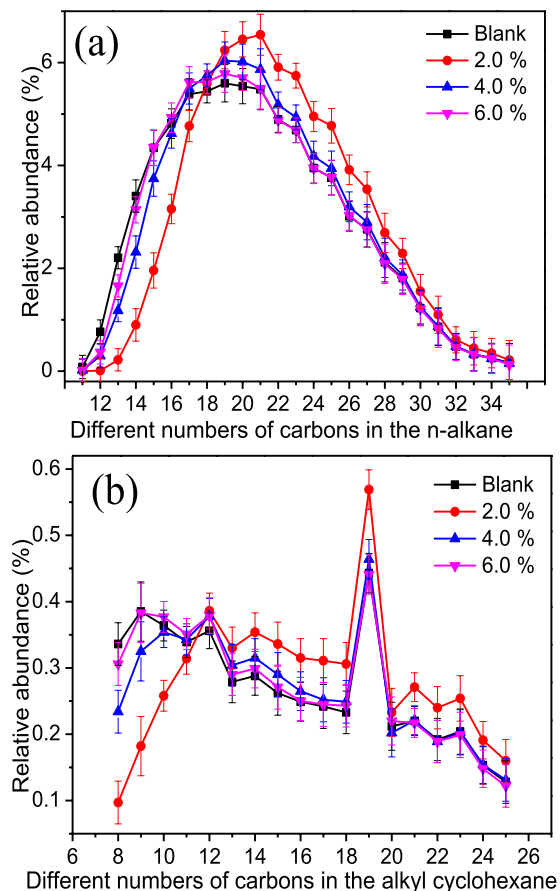 (a)
Blank
2.0 %
4.0 %
6.0 %
Relative abundance (%)
6
4
2
0
12 14 16 18 20 22 24 26 28 30 32 34
Different numbers of carbons in the n-alkane
(b)
Blank
2.0 %
4.0 %
6.0 %
Relative abundance (%)
0.6
0.5
0.4
0.3
0.2
0.1
6 8 10 12 14 16 18 20 22 24 26
Different numbers of carbons in the alkyl cyclohexane